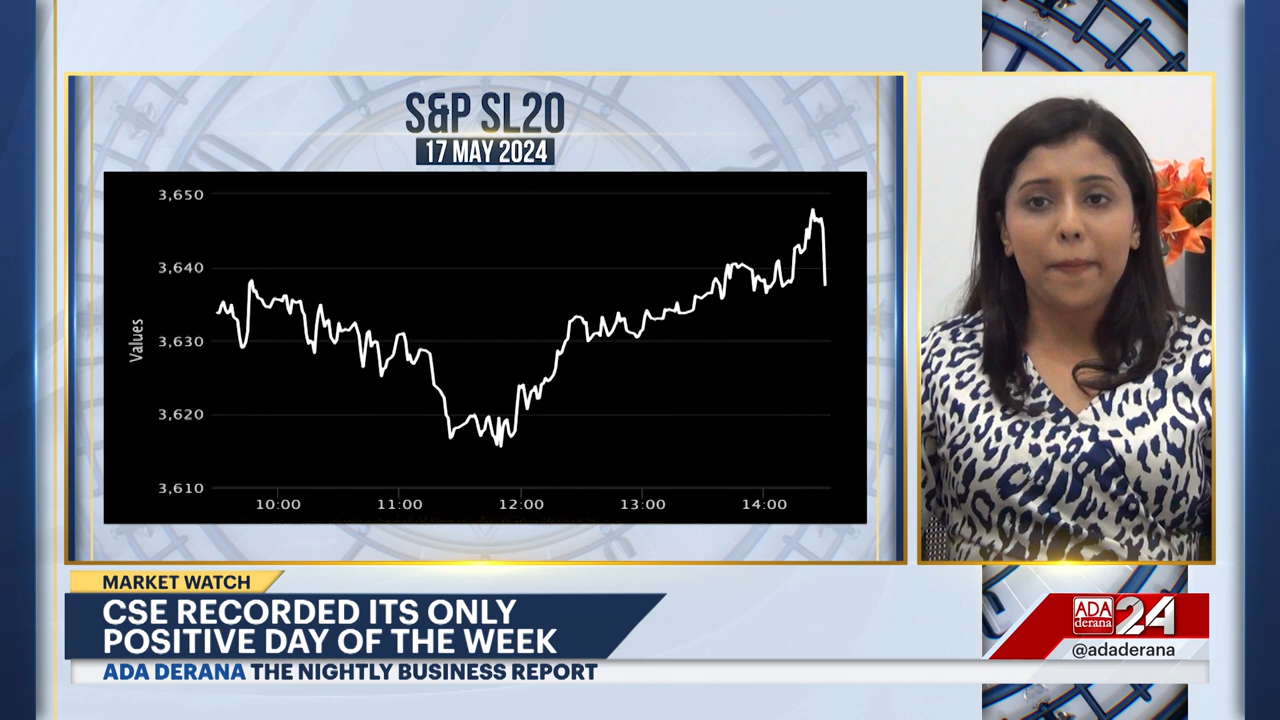 S&P SL20
17 MAY 2024
3,650
3,640
3,630
3,620
3,610
Values
10:00 11:00 12:00 13:00 14:00
MARKET WATCH
CSE RECORDED ITS ONLY
POSITIVE DAY OF THE WEEK
ADA DERANA THE NIGHTLY BUSINESS REPORT
ADA
derana
24
@adaderana